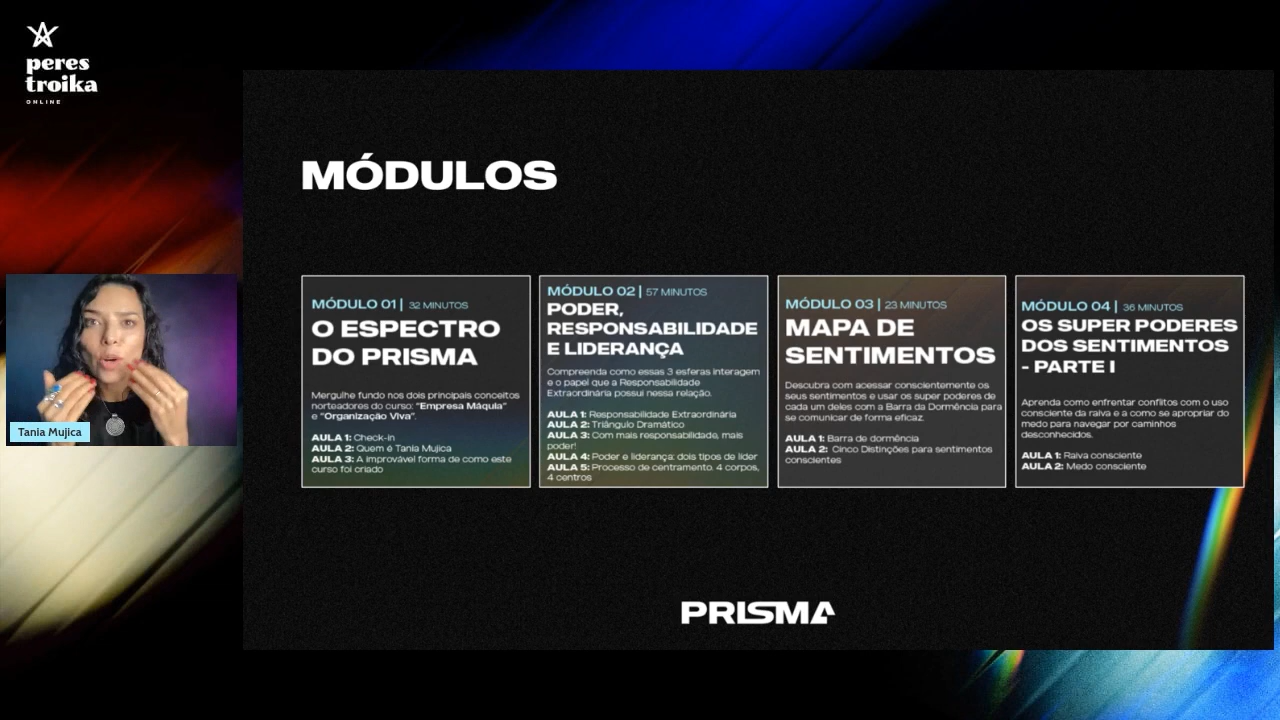 peres
troika
ONLINE
MÓDULOS
MÓDULO 01 | 32 MINUTOS
O ESPECTRO
DO PRISMA
Mergulhe fundo nos dois principais conceitos
norteadores do curso: “Empresa Máquia”
e “Organização Viva”.
AULA 1: Check-in
AULA 2: Quem é Tania Mujica
AULA 3: A improvável forma de como este
curso foi criado
MÓDULO 02 | 57 MINUTOS
PODER,
RESPONSABILIDADE
E LIDERANÇA
Compreenda como essas 3 esferas interagem
e o papel que a Responsabilidade
Extraordinária possui nessa relação.
AULA 1: Responsabilidade Extraordinária
AULA 2: Triângulo Dramático
AULA 3: Com mais responsabilidade, mais
poder!
AULA 4: Poder e liderança: dois tipos de líder
AULA 5: Processo de centramento. 4 corpos,
4 centros
MÓDULO 03 | 23 MINUTOS
MAPA DE
SENTIMENTOS
Descubra com acessar conscientemente os
seus sentimentos e usar os super poderes de
cada um deles com a Barra da Dormência para
se comunicar de forma eficaz.
AULA 1: Barra de dormência
AULA 2: Cinco Distinções para sentimentos
conscientes
MÓDULO 04 | 36 MINUTOS
OS SUPER PODERES
DOS SENTIMENTOS
- PARTE I
Aprenda como enfrentar conflitos com o uso
consciente da raiva e a como se apropriar do
medo para navegar por caminhos
desconhecidos.
AULA 1: Raiva consciente
AULA 2: Medo consciente
Tania Mujica
PRISMA